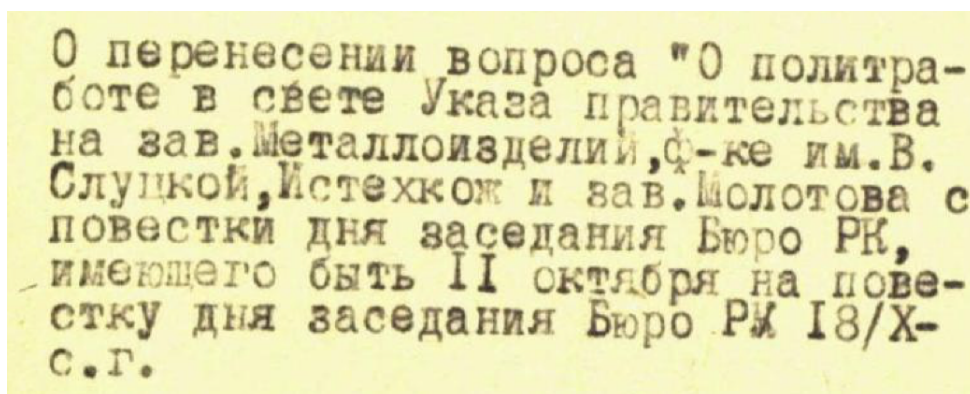 О перенесении вопроса "О политра-
боте в свете Указа правительства
на зав.Металлоизделий,ф-ке им.В.
Слуцкой,Истехкож и зав.Молотова с
повестки дня заседания Бюро РК,
имеющего быть II октября на пове-
стку дня заседания Бюро РК I8/Х-
с.г.